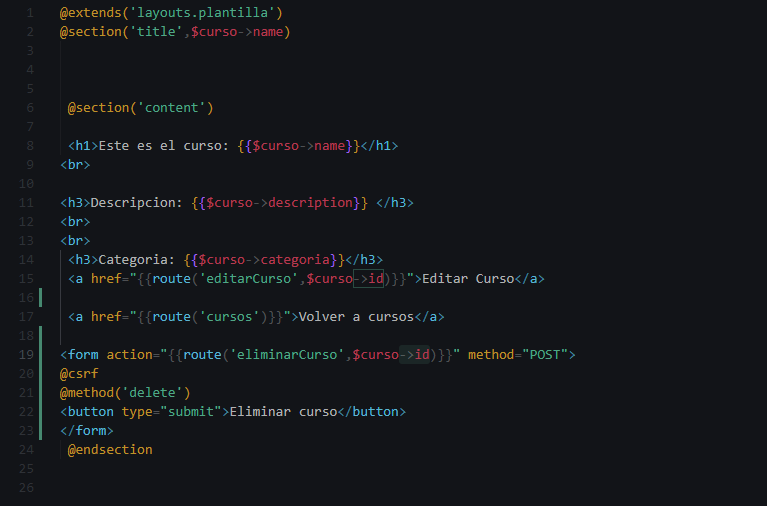 1 @extends('layouts.plantilla')
2 @section('title',$curso->name)
3
4
5
6 @section('content')
7
8 <h1>Este es el curso: {{$curso->name}}</h1>
9 <br>
10
11 <h3>Descripcion: {{$curso->description}} </h3>
12 <br>
13 <br>
14 <h3>Categoria: {{$curso->categoria}}</h3>
15 <a href="{{route('editarCurso',$curso->id)}}">Editar Curso</a>
16
17 <a href="{{route('cursos')}}">Volver a cursos</a>
18
19 <form action="{{route('eliminarCurso',$curso->id)}}" method="POST">
20 @csrf
21 @method('delete')
22 <button type="submit">Eliminar curso</button>
23 </form>
24 @endsection
25
26